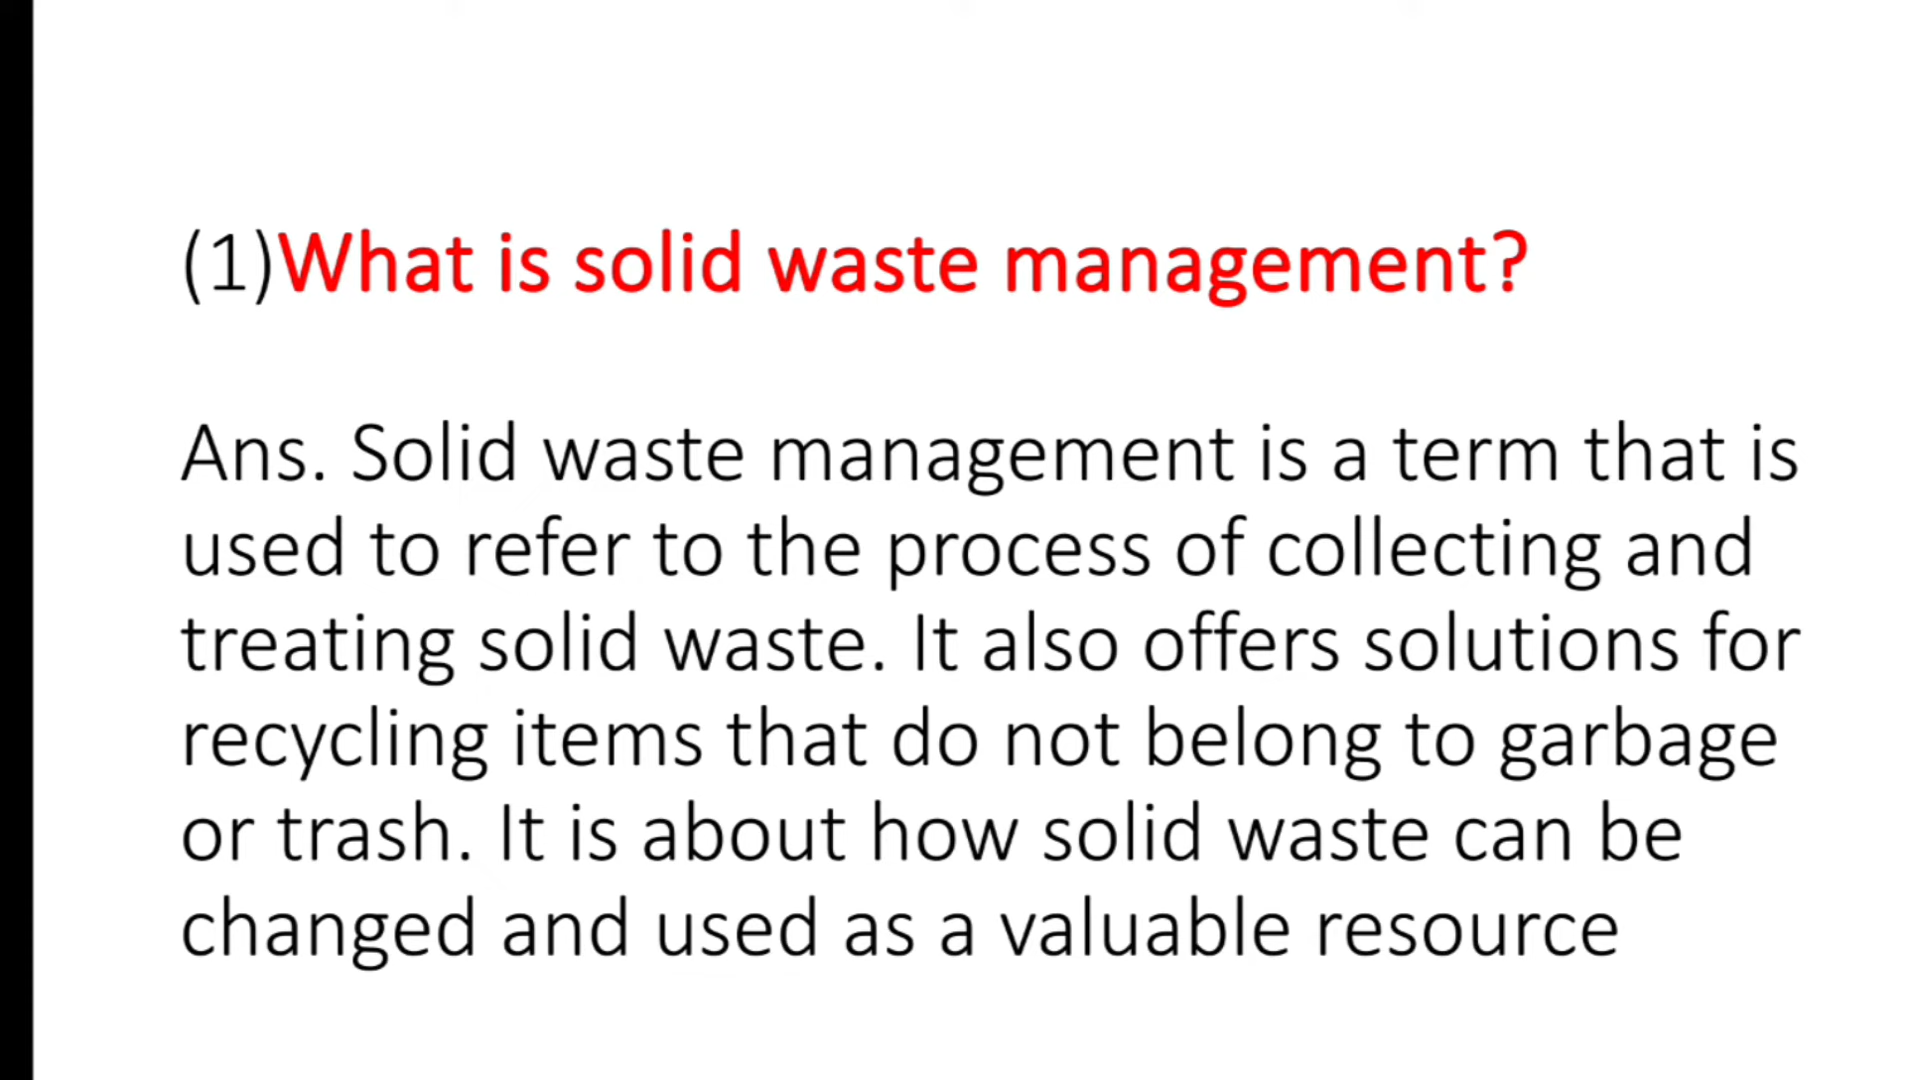 (1)What is solid waste management?
Ans. Solid waste management is a term that is
used to refer to the process of collecting and
treating solid waste. It also offers solutions for
recycling items that do not belong to garbage
or trash. It is about how solid waste can be
changed and used as a valuable resource